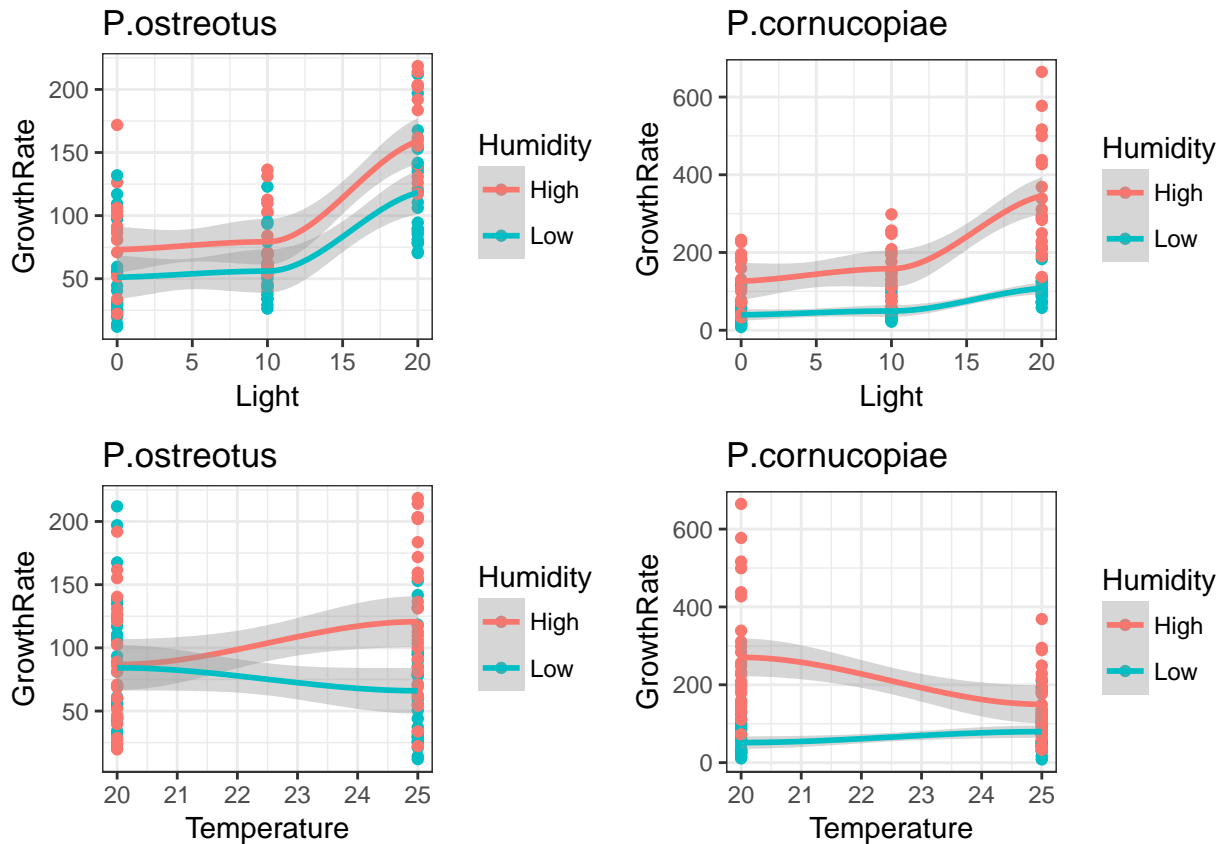 P.ostreotus
GrowthRate
200
150
100
50
0
5
10
15
20
Light
Humidity
High
Low
P.cornucopiae
GrowthRate
600
400
200
0
0
5
10
15
20
Light
Humidity
High
Low
P.ostreotus
GrowthRate
200
150
100
50
20
21
22
23
24
25
Temperature
Humidity
High
Low
P.cornucopiae
GrowthRate
600
400
200
0
20
21
22
23
24
25
Temperature
Humidity
High
Low